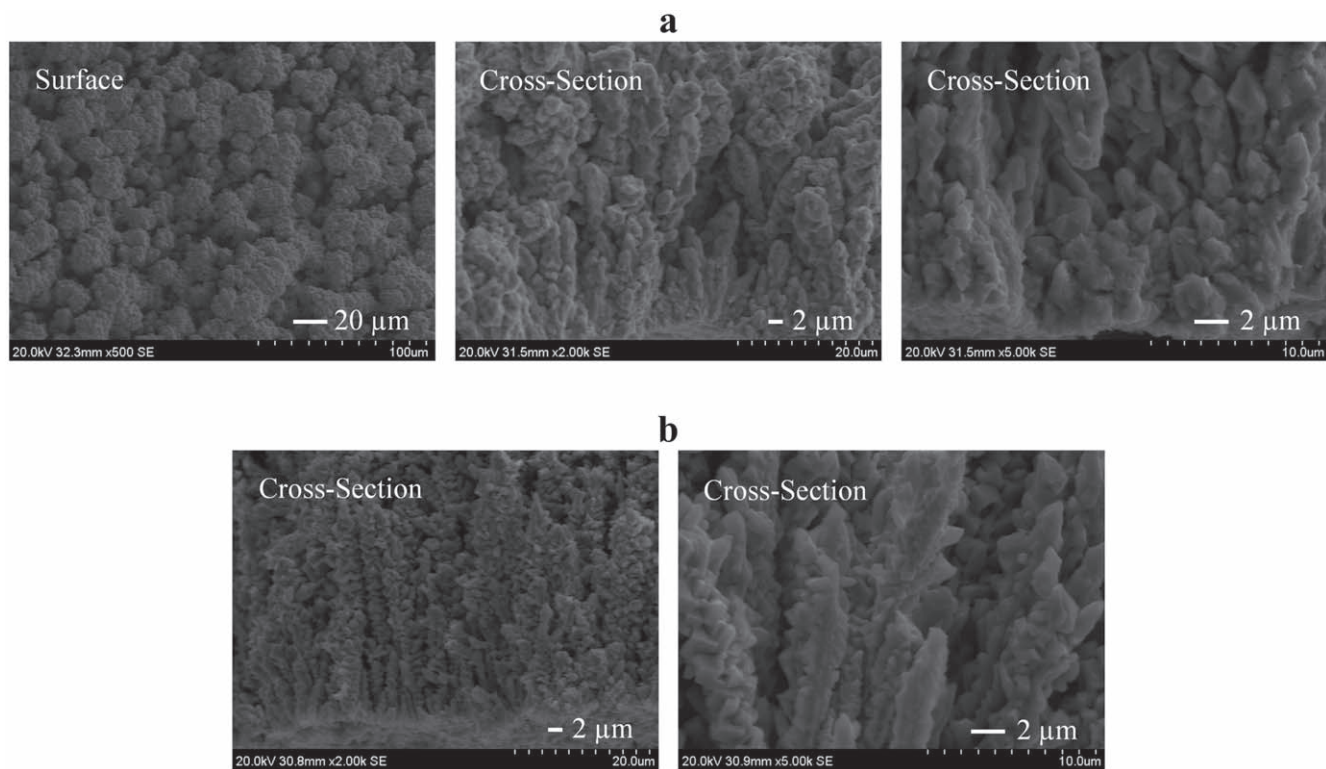 a
Surface
20 µm
20.0kV 32.3mm x500 SE
100um
Cross-Section
2 µm
20.0kV 31.5mm x2.00k SE
20.0um
Cross-Section
2 µm
20.0kV 31.5mm x5.00k SE
10.0um
b
Cross-Section
2 µm
20.0kV 30.8mm x2.00k SE
20.0um
Cross-Section
2 µm
20.0kV 30.9mm x5.00k SE
10.0um